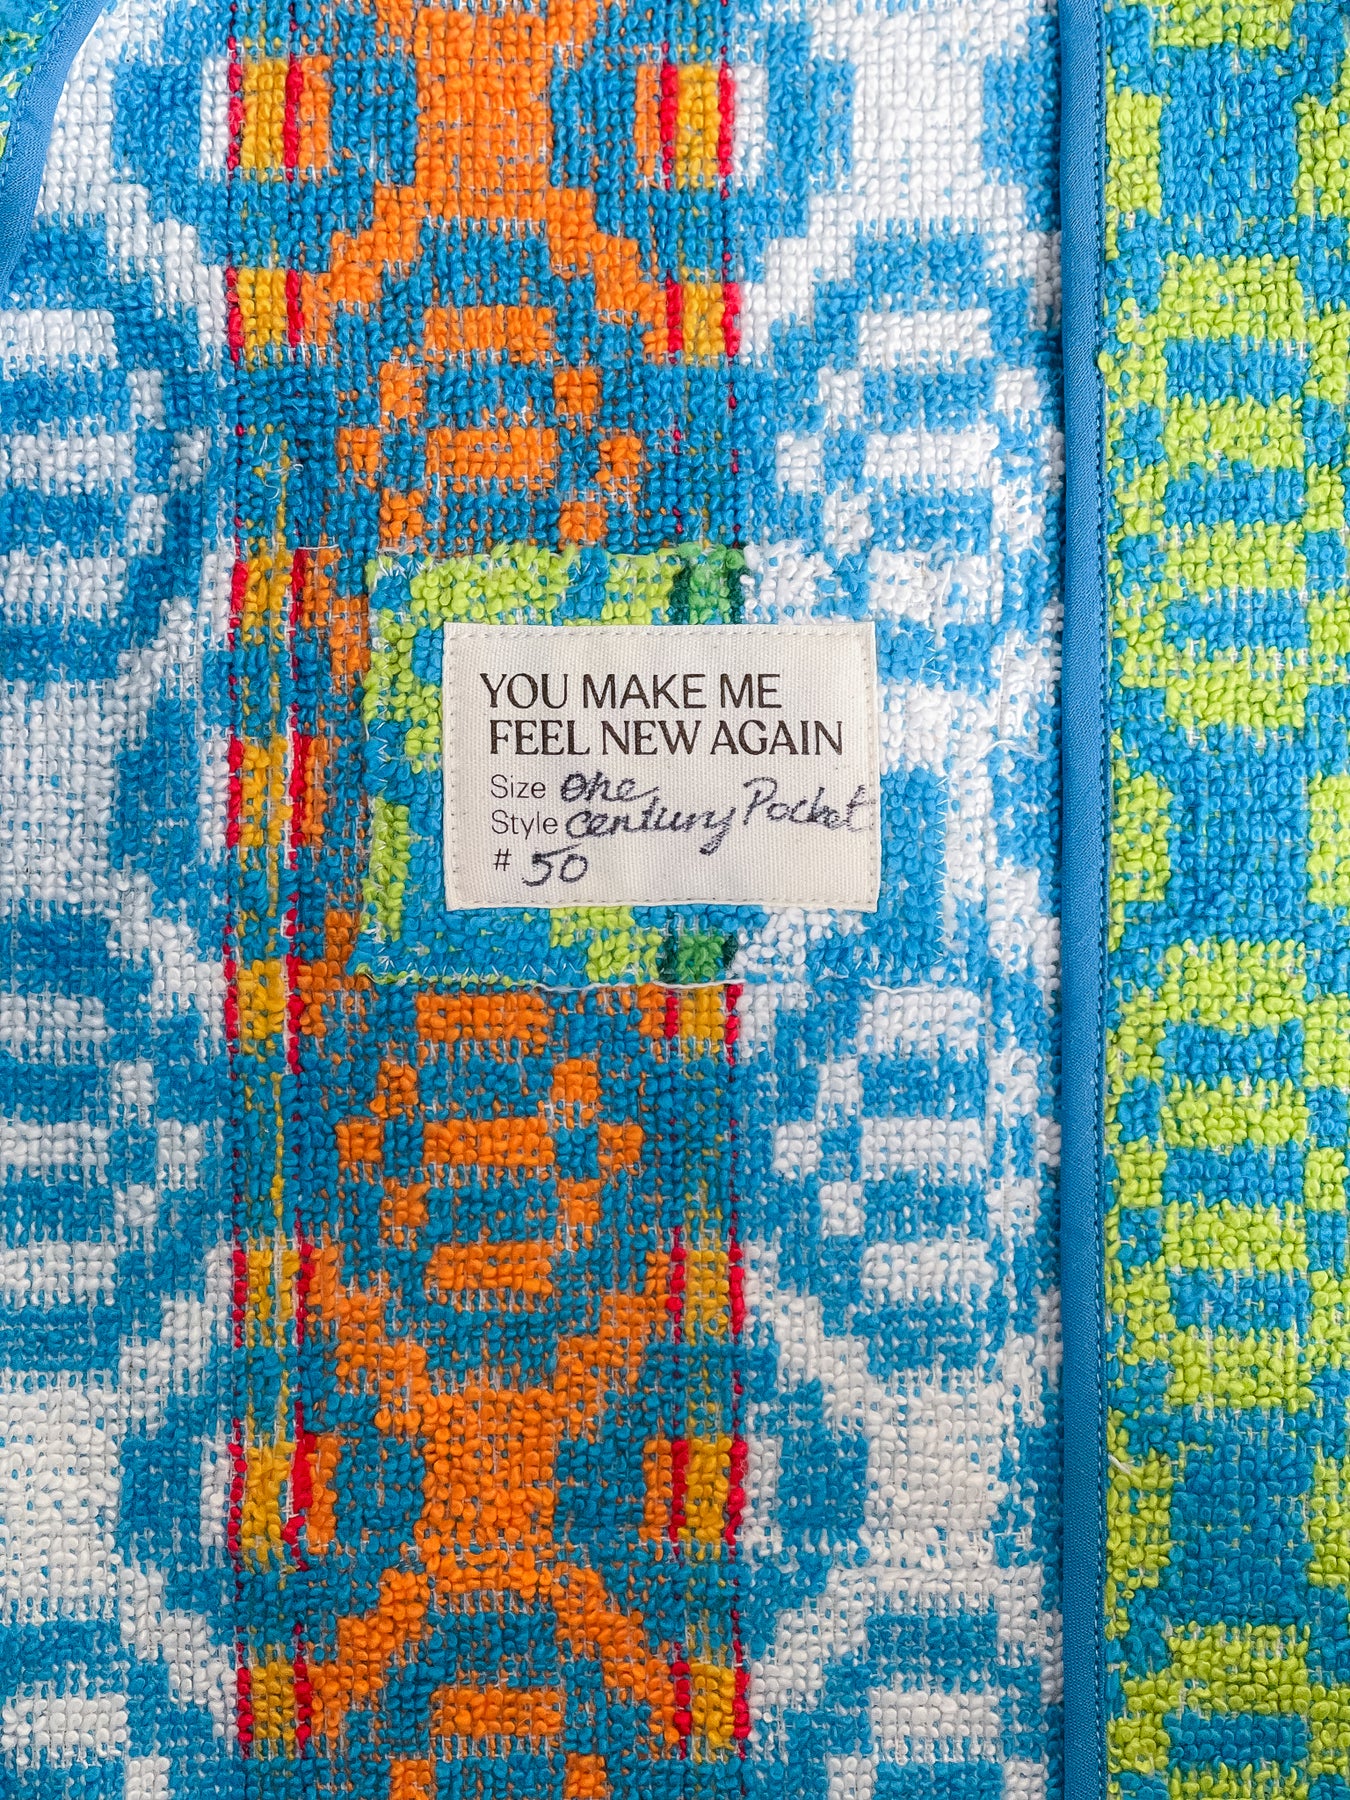 YOU MAKE ME
FEEL NEW AGAIN
Size one
Style Century Pocket
# 50